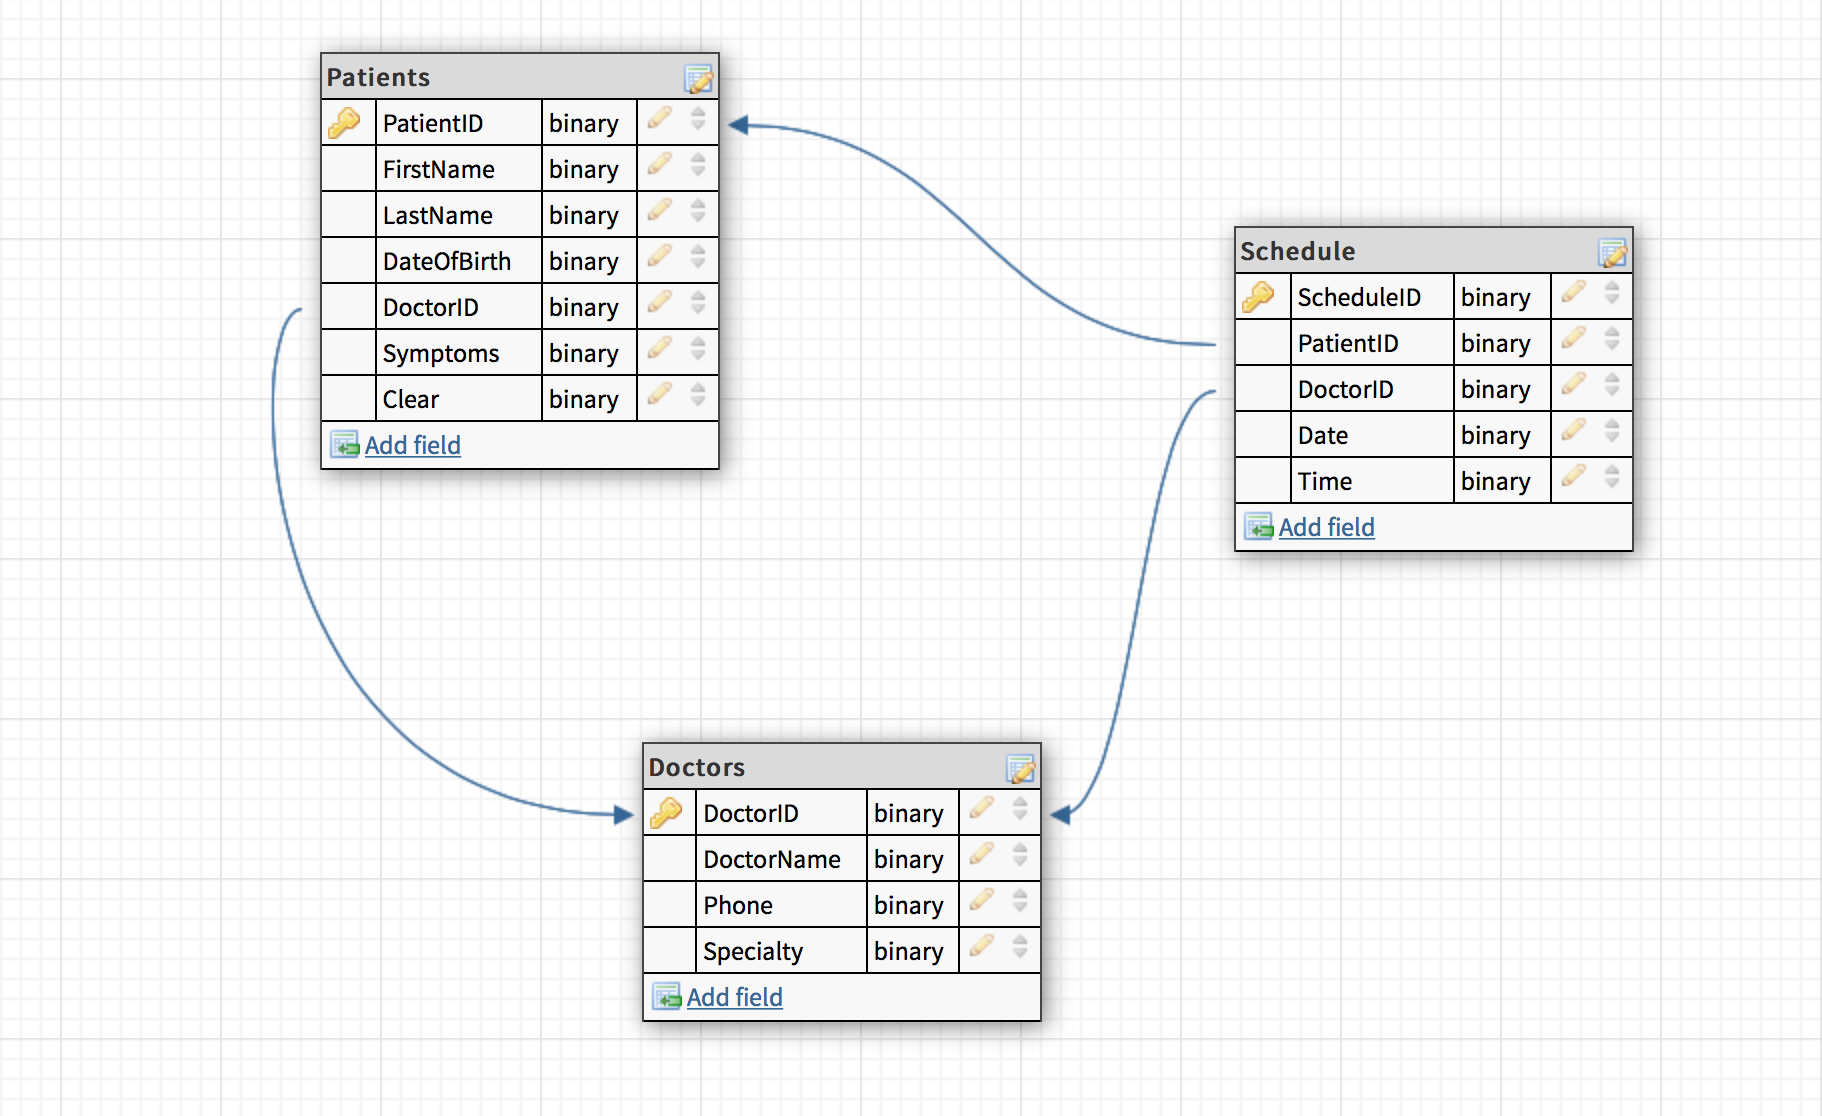 Patients
PatientID binary
FirstName binary
LastName binary
DateOfBirth binary
DoctorID binary
Symptoms binary
Clear binary
Add field
Schedule
ScheduleID binary
PatientID binary
DoctorID binary
Date binary
Time binary
Add field
Doctors
DoctorID binary
DoctorName binary
Phone binary
Specialty binary
Add field